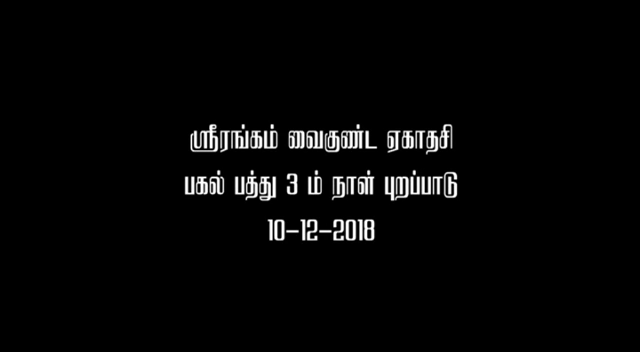 ஸ்ரீரங்கம் வைகுண்ட ஏகாதசி
பகல் பத்து 3 ம் நாள் புறப்பாடு
10-12-2018